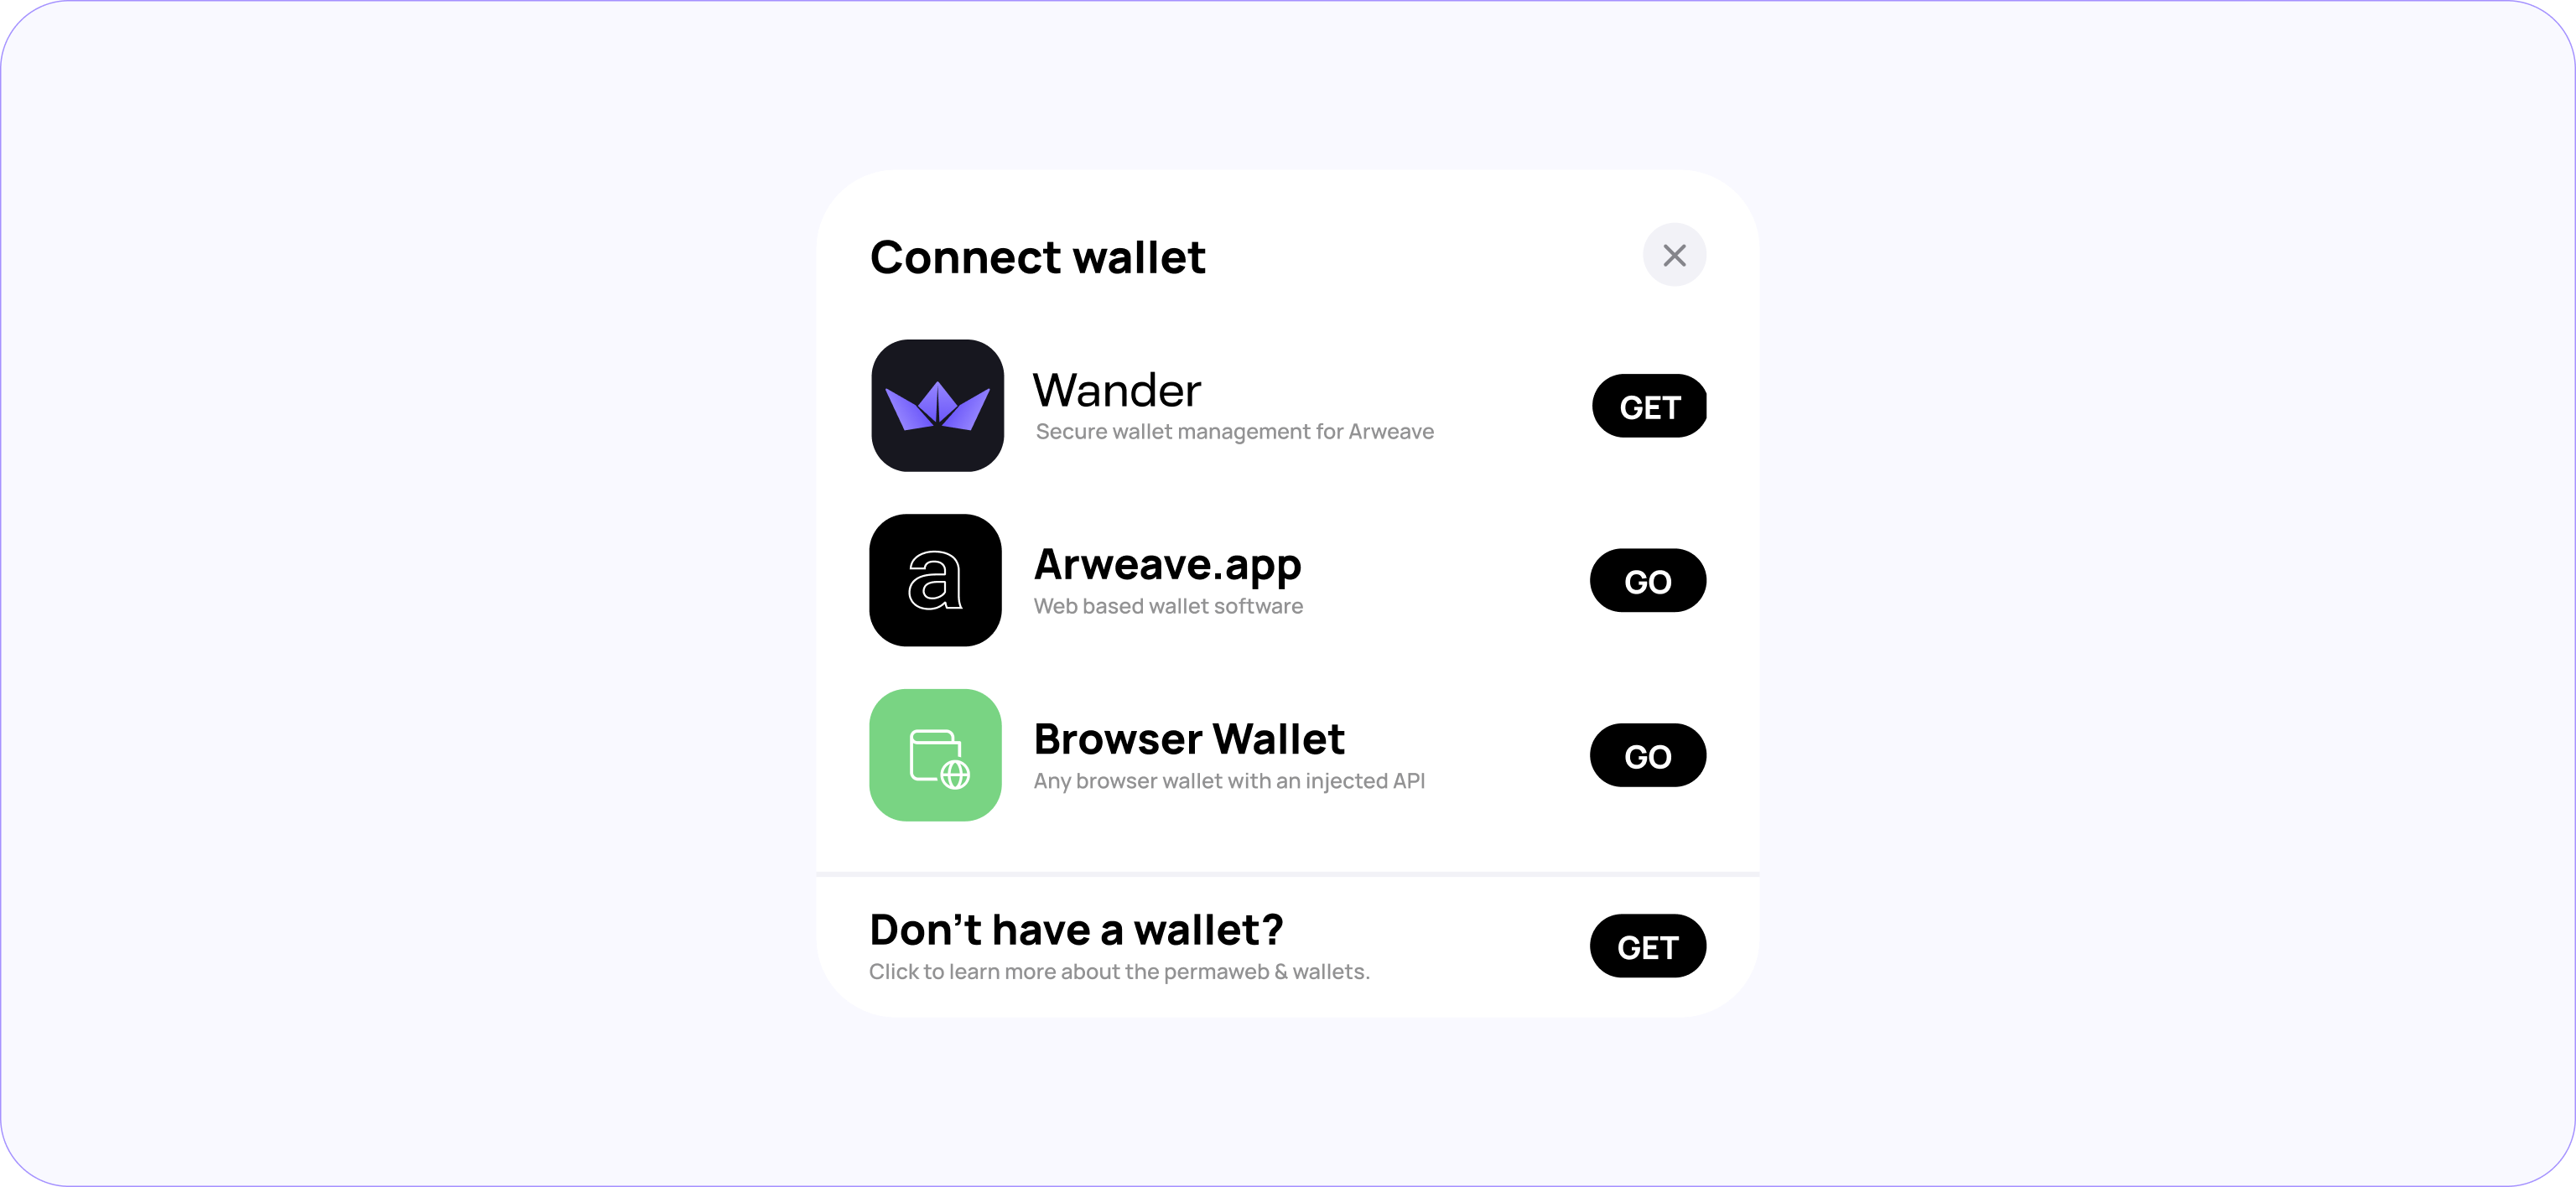 Connect wallet
Wander
Secure wallet management for Arweave
GET
a
Arweave.app
Web based wallet software
GO
Browser Wallet
Any browser wallet with an injected API
GO
Don’t have a wallet?
Click to learn more about the permaweb & wallets.
GET